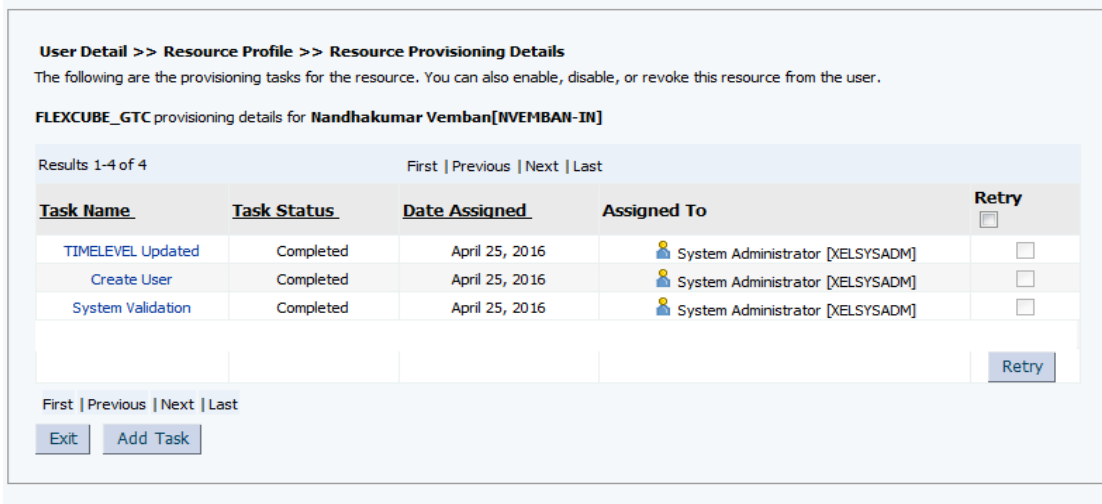 User Detail >> Resource Profile >> Resource Provisioning Details
The following are the provisioning tasks for the resource. You can also enable, disable, or revoke this resource from the user.
FLEXCUBE_GTC provisioning details for Nandhakumar Vemban[NVEMBAN-IN]
Results 1-4 of 4 First | Previous | Next | Last
Task Name Task Status Date Assigned Assigned To Retry
TIMELEVEL Updated Completed April 25, 2016 System Administrator [XELSYSADM]
Create User Completed April 25, 2016 System Administrator [XELSYSADM]
System Validation Completed April 25, 2016 System Administrator [XELSYSADM]
Retry
First | Previous | Next | Last
Exit Add Task